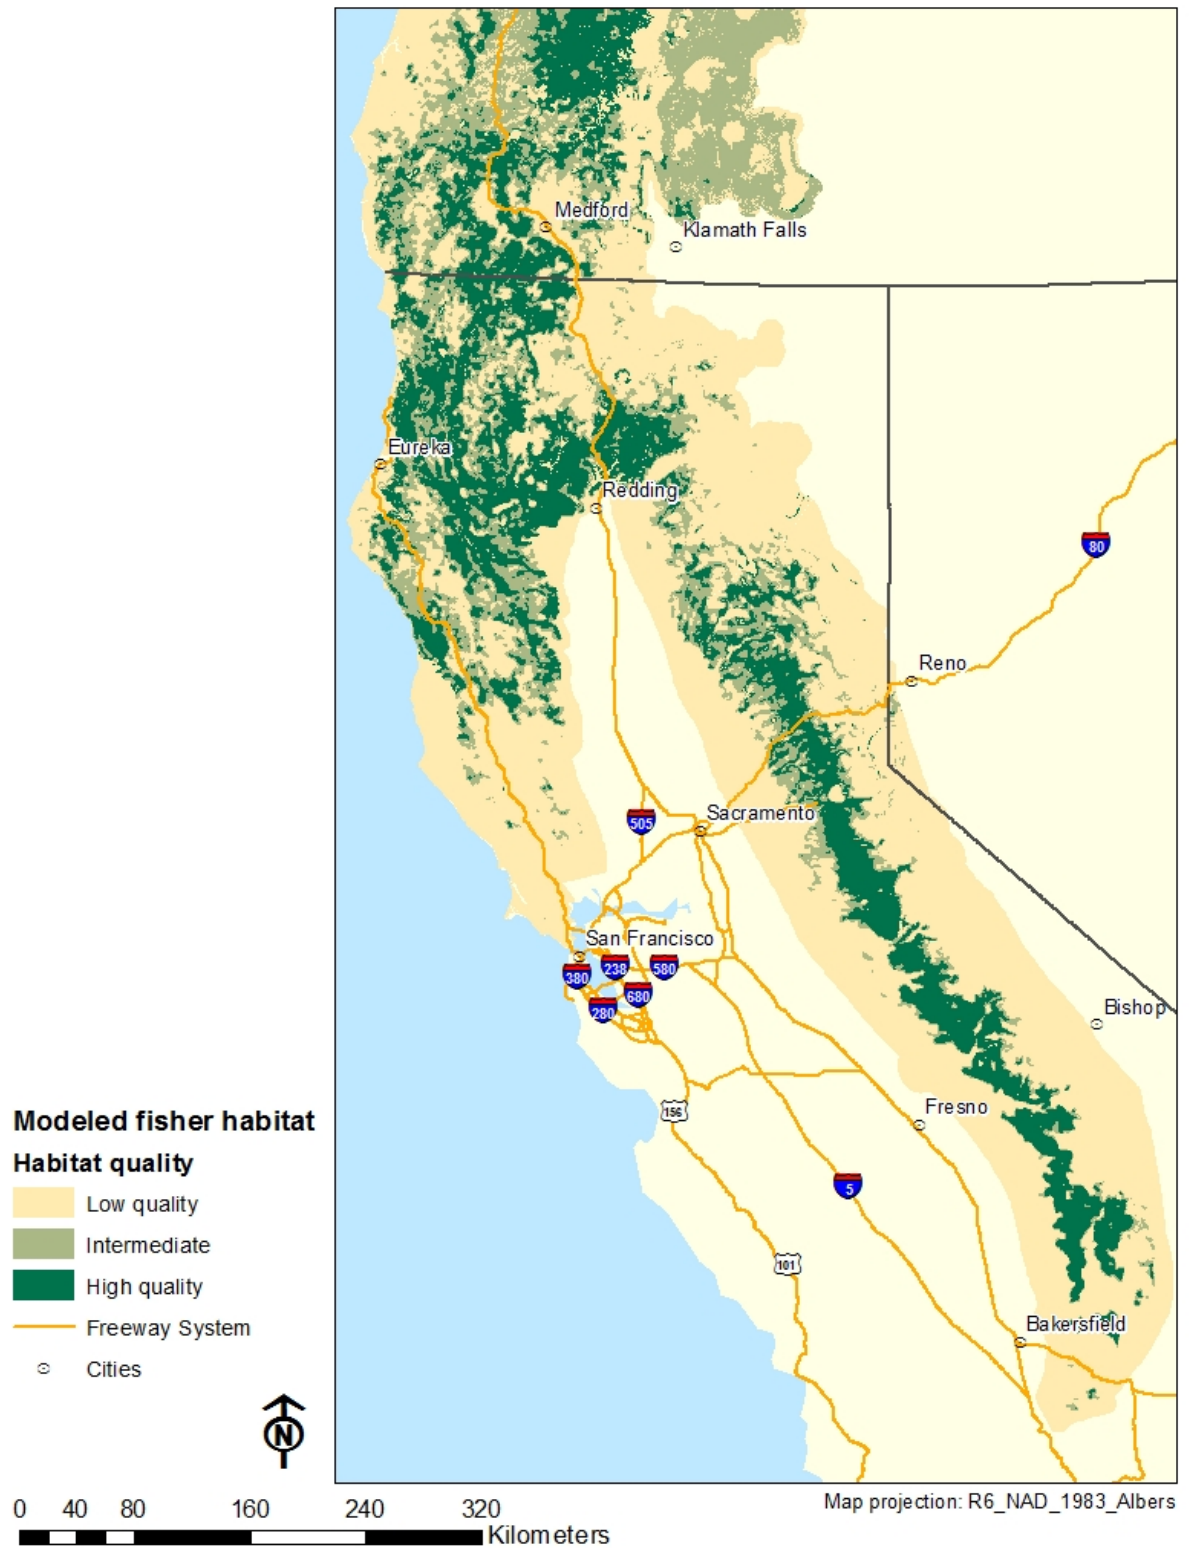 Medford
Klamath Falls
Eureka
Redding
80
Reno
505
Sacramento
San Francisco
380
238
580
680
280
Bishop
156
Fresno
5
101
Bakersfield
Modeled fisher habitat
Habitat quality
Low quality
Intermediate
High quality
Freeway System
Cities
N
0 40 80 160 240 320
Kilometers
Map projection: R6_NAD_1983_Albers